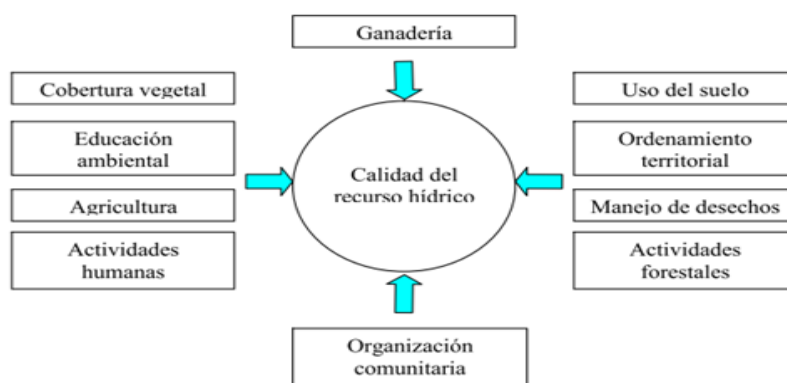 Ganadería
Cobertura vegetal
Educación
ambiental
Agricultura
Actividades
humanas
Calidad del
recurso hídrico
Uso del suelo
Ordenamiento
territorial
Manejo de desechos
Actividades
forestales
Organización
comunitaria